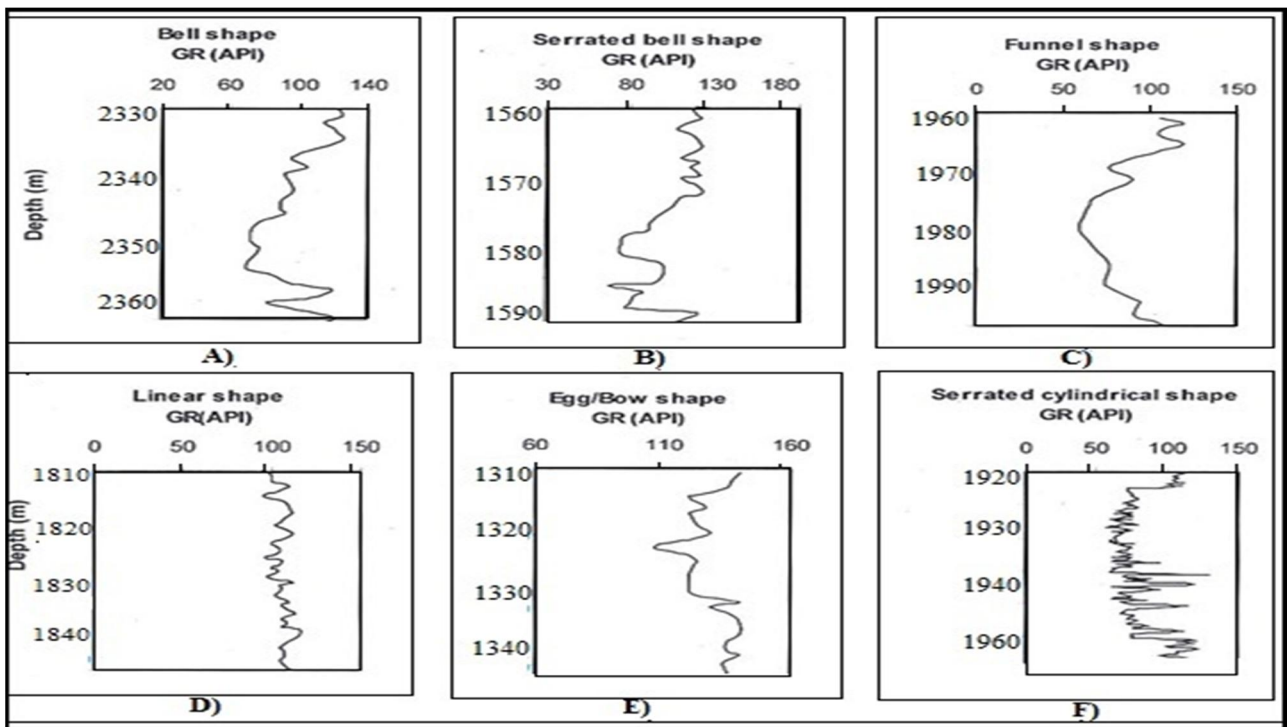 Bell shape
GR (API)
20 60 100 140
2330
2340
2350
2360
Depth (m)
A)
Serrated bell shape
GR (API)
30 80 130 180
1560
1570
1580
1590
B)
Funnel shape
GR (API)
0 50 100 150
1960
1970
1980
1990
C)
Linear shape
GR(API)
0 50 100 150
1810
1820
1830
1840
Depth (m)
D)
Egg/Bow shape
GR (API)
60 110 160
1310
1320
1330
1340
E)
Serrated cylindrical shape
GR (API)
0 50 100 150
1920
1930
1940
1960
F)